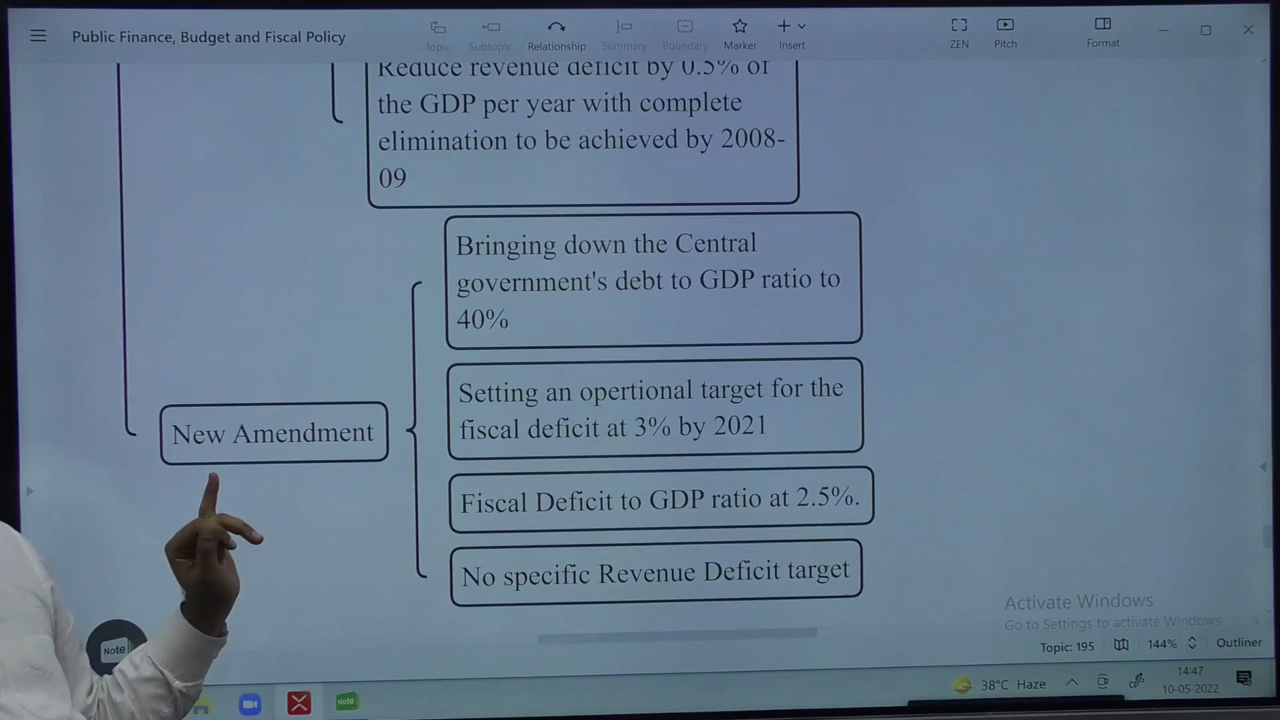 Public Finance, Budget and Fiscal Policy
Topic
Subtopic
Relationship
Summary
Boundary
Marker
Insert
ZEN
Pitch
Format
Reduce revenue deficit by 0.5% of
the GDP per year with complete
elimination to be achieved by 2008-
09
Bringing down the Central
government's debt to GDP ratio to
40%
Setting an opertional target for the
fiscal deficit at 3% by 2021
New Amendment
Fiscal Deficit to GDP ratio at 2.5%.
No specific Revenue Deficit target
Activate Windows
Go to Settings to activate Windows.
Note
Topic: 195
144%
Outliner
Note
38°C Haze
14:47
10-05-2022